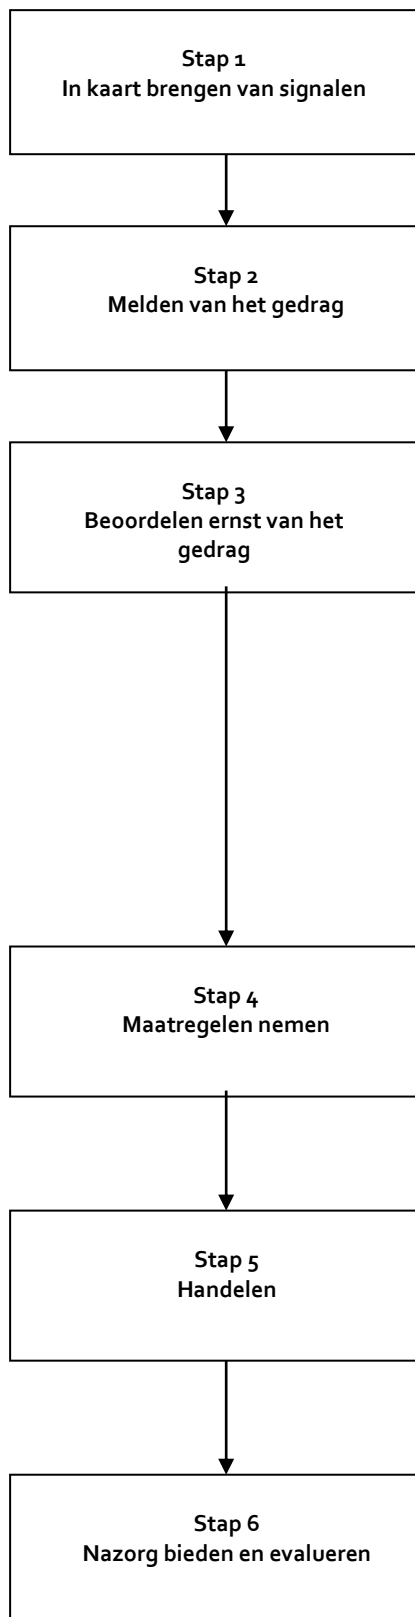 Stap 1
In kaart brengen van signalen
Stap 2
Melden van het gedrag
Stap 3
Beoordelen ernst van het
gedrag
Stap 4
Maatregelen nemen
Stap 5
Handelen
Stap 6
Nazorg bieden en evalueren